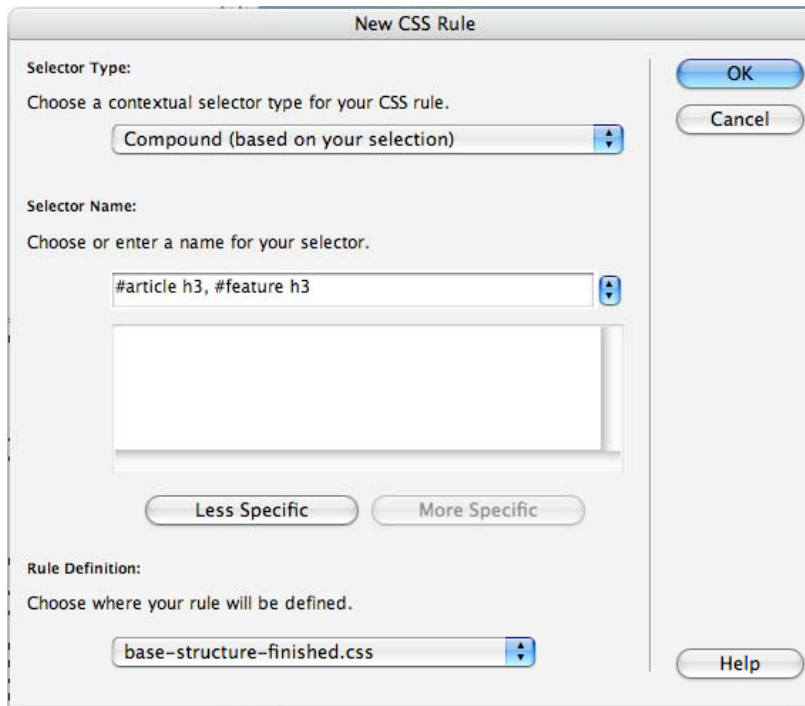 New CSS Rule
Selector Type:
Choose a contextual selector type for your CSS rule.
Compound (based on your selection)
Selector Name:
Choose or enter a name for your selector.
#article h3, #feature h3
Less Specific
More Specific
Rule Definition:
Choose where your rule will be defined.
base-structure-finished.css
OK
Cancel
Help